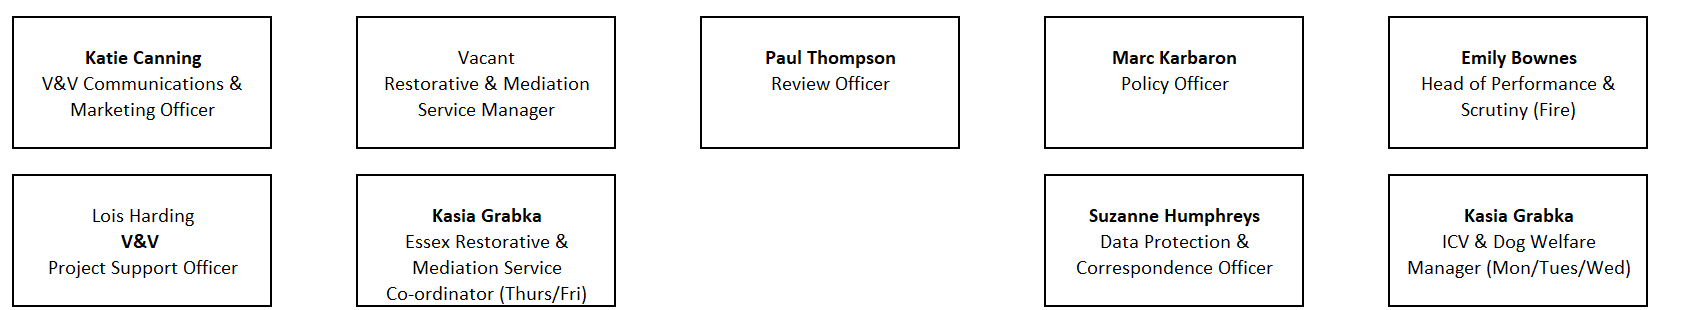 Katie Canning
V&V Communications &
Marketing Officer
Vacant
Restorative & Mediation
Service Manager
Paul Thompson
Review Officer
Marc Karbaron
Policy Officer
Emily Bownes
Head of Performance &
Scrutiny (Fire)
Lois Harding
V&V
Project Support Officer
Kasia Grabka
Essex Restorative &
Mediation Service
Co-ordinator (Thurs/Fri)
Suzanne Humphreys
Data Protection &
Correspondence Officer
Kasia Grabka
ICV & Dog Welfare
Manager (Mon/Tues/Wed)